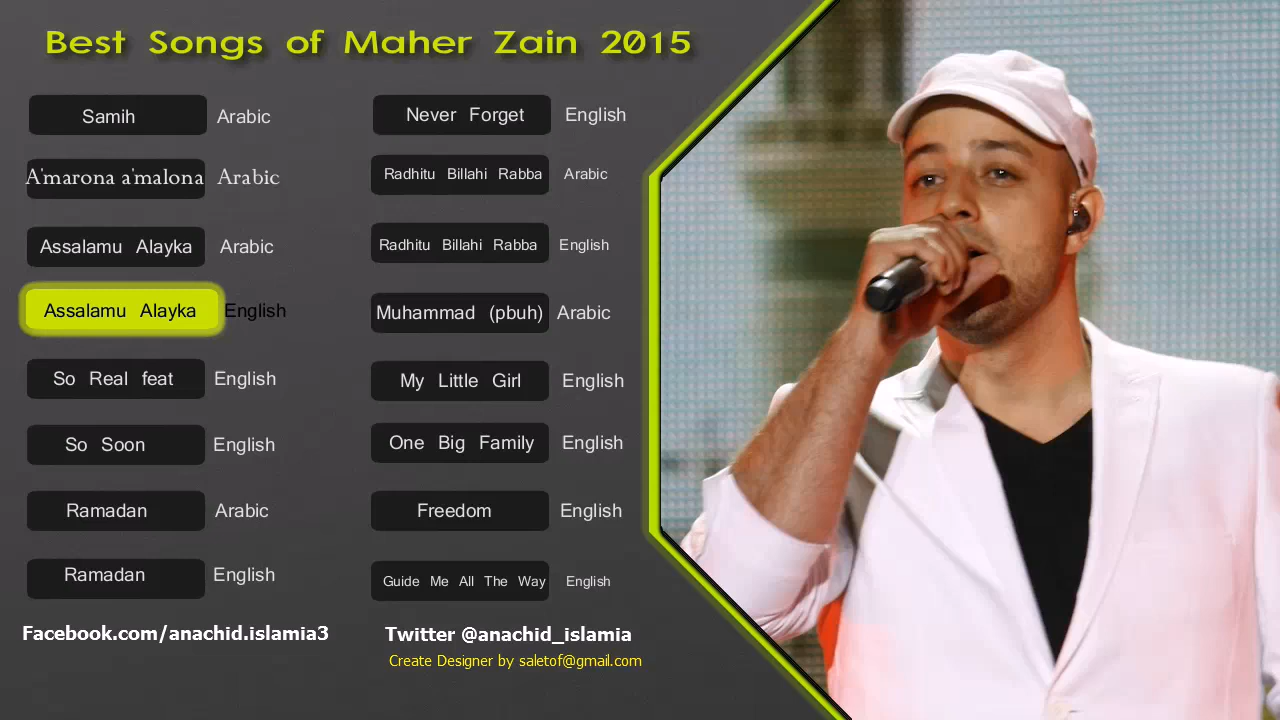 Best Songs of Maher Zain 2015
Samih Arabic
A'marona a'malona Arabic
Assalamu Alayka Arabic
Assalamu Alayka English
So Real feat English
So Soon English
Ramadan Arabic
Ramadan English
Never Forget English
Radhitu Billahi Rabba Arabic
Radhitu Billahi Rabba English
Muhammad (pbuh) Arabic
My Little Girl English
One Big Family English
Freedom English
Guide Me All The Way English
Facebook.com/anachid.islamia3
Twitter @anachid_islamia
Create Designer by saletof@gmail.com